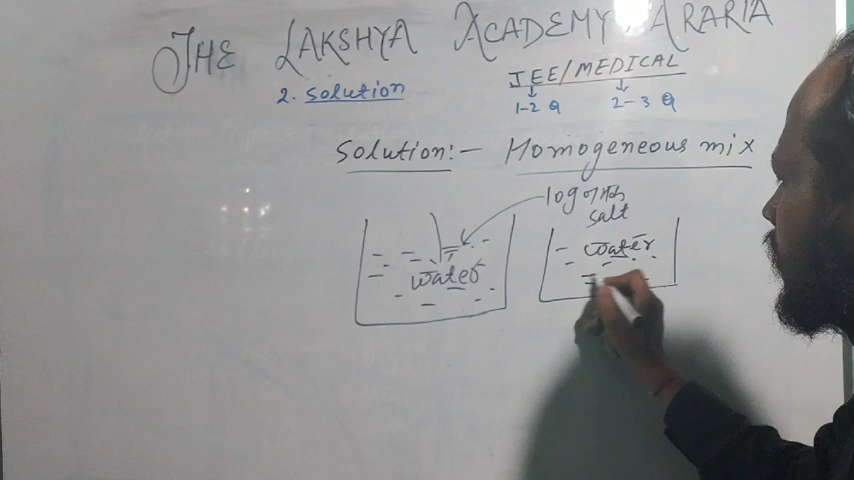 THE LAKSHYA ACADEMY, ARARIA
2. Solution
JEE/MEDICAL
1-2 Q
2-3 Q
Solution:- Homogeneous mix
salt
water
water